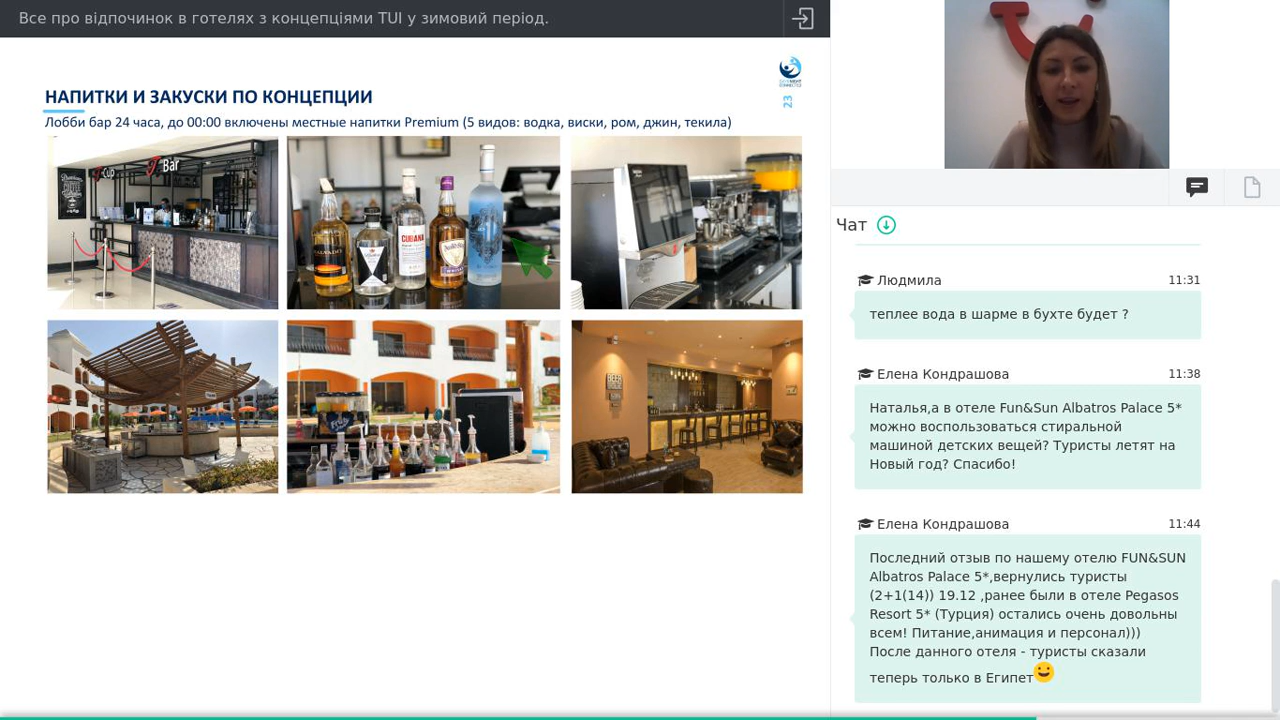 Все про відпочинок в готелях з концепціями TUI у зимовий період.
НАПИТКИ И ЗАКУСКИ ПО КОНЦЕПЦИИ
23
Лобби бар 24 часа, до 00:00 включены местные напитки Premium (5 видов: водка, виски, ром, джин, текила)
Cup
Bar
CUBANA
Чат
Людмила
11:31
теплее вода в шарме в бухте будет ?
Елена Кондрашова
11:38
Наталья,а в отеле Fun&Sun Albatros Palace 5*
можно воспользоваться стиральной
машиной детских вещей? Туристы летят на
Новый год? Спасибо!
Елена Кондрашова
11:44
Последний отзыв по нашему отелю FUN&SUN
Albatros Palace 5*,вернулись туристы
(2+1(14)) 19.12 ,ранее были в отеле Pegasos
Resort 5* (Турция) остались очень довольны
всем! Питание,анимация и персонал)))
После данного отеля - туристы сказали
теперь только в Египет